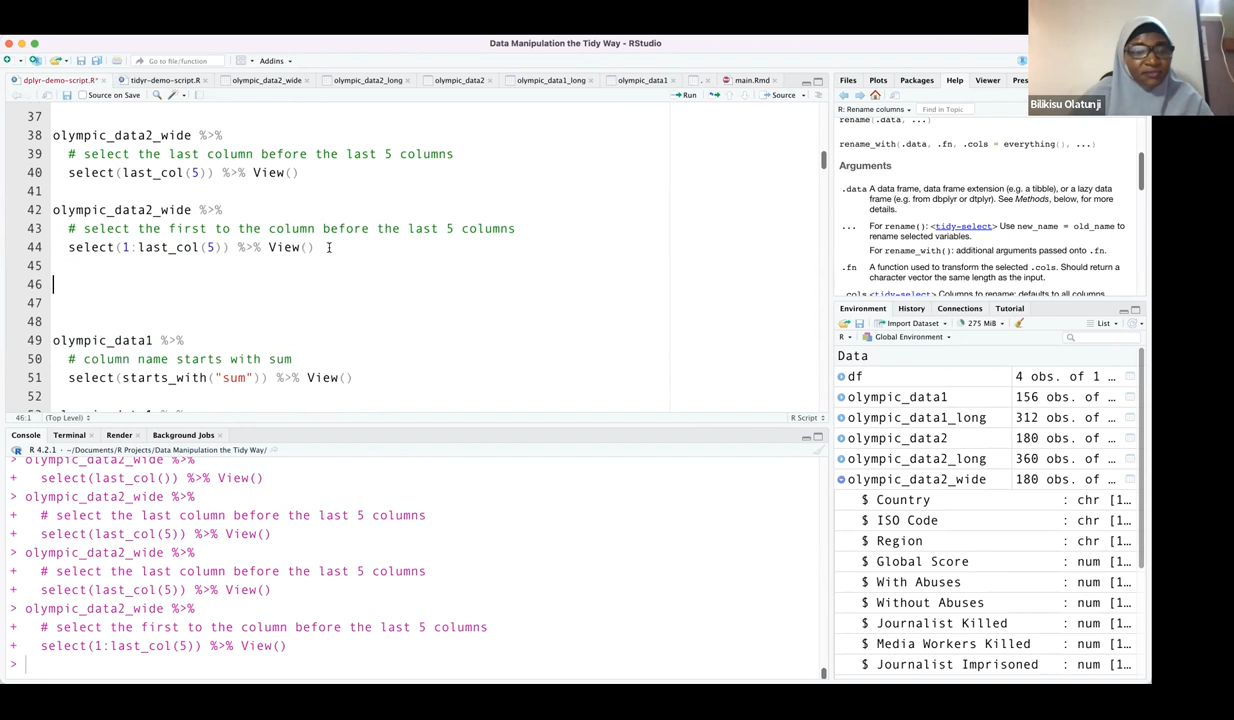 Data Manipulation the Tidy Way - RStudio
Go to file/function
Addins
dplyr-demo-script.R*
tidyr-demo-script.R
olympic_data2_wide
olympic_data2_long
olympic_data2
olympic_data1_long
olympic_data1
main.Rmd
Source on Save
Run
Source
37
38 olympic_data2_wide %>%
39 # select the last column before the last 5 columns
40 select(last_col(5)) %>% View()
41
42 olympic_data2_wide %>%
43 # select the first to the column before the last 5 columns
44 select(1:last_col(5)) %>% View()
45
46
47
48
49 olympic_data1 %>%
50 # column name starts with sum
51 select(starts_with("sum")) %>% View()
52
46:1 (Top Level)
R Script
Console Terminal Render Background Jobs
R 4.2.1 · ~/Documents/R Projects/Data Manipulation the Tidy Way/
> olympic_data2_wide %>%
+ select(last_col()) %>% View()
> olympic_data2_wide %>%
+ # select the last column before the last 5 columns
+ select(last_col(5)) %>% View()
> olympic_data2_wide %>%
+ # select the last column before the last 5 columns
+ select(last_col(5)) %>% View()
> olympic_data2_wide %>%
+ # select the first to the column before the last 5 columns
+ select(1:last_col(5)) %>% View()
>
Files Plots Packages Help Viewer Pres
R: Rename columns
Find in Topic
rename(.data, ...)
rename_with(.data, .fn, .cols = everything(), ...)
Arguments
.data A data frame, data frame extension (e.g. a tibble), or a lazy data
frame (e.g. from dbplyr or dtplyr). See Methods, below, for more
details.
... For rename(): <tidy-select> Use new_name = old_name to
rename selected variables.
For rename_with(): additional arguments passed onto .fn.
.fn A function used to transform the selected .cols. Should return a
character vector the same length as the input.
.cols <tidy-select> Columns to rename; defaults to all columns
Environment History Connections Tutorial
Import Dataset
275 MiB
List
R
Global Environment
Data
df 4 obs. of 1 ...
olympic_data1 156 obs. of ...
olympic_data1_long 312 obs. of ...
olympic_data2 180 obs. of ...
olympic_data2_long 360 obs. of ...
olympic_data2_wide 180 obs. of ...
$ Country : chr [1...
$ ISO Code : chr [1...
$ Region : chr [1...
$ Global Score : num [1...
$ With Abuses : num [1...
$ Without Abuses : num [1...
$ Journalist Killed : num [1...
$ Media Workers Killed : num [1...
$ Journalist Imprisoned : num [1...
Bilikisu Olatunji